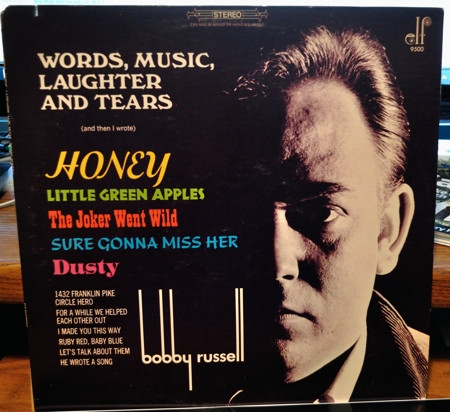 STEREO
elf
9500
WORDS, MUSIC,
LAUGHTER
AND TEARS
(and then I wrote)
HONEY
LITTLE GREEN APPLES
The Joker Went Wild
SURE GONNA MISS HER
Dusty
1432 FRANKLIN PIKE
CIRCLE HERO
FOR A WHILE WE HELPED
EACH OTHER OUT
I MADE YOU THIS WAY
RUBY RED, BABY BLUE
LET'S TALK ABOUT THEM
HE WROTE A SONG
bobby russell